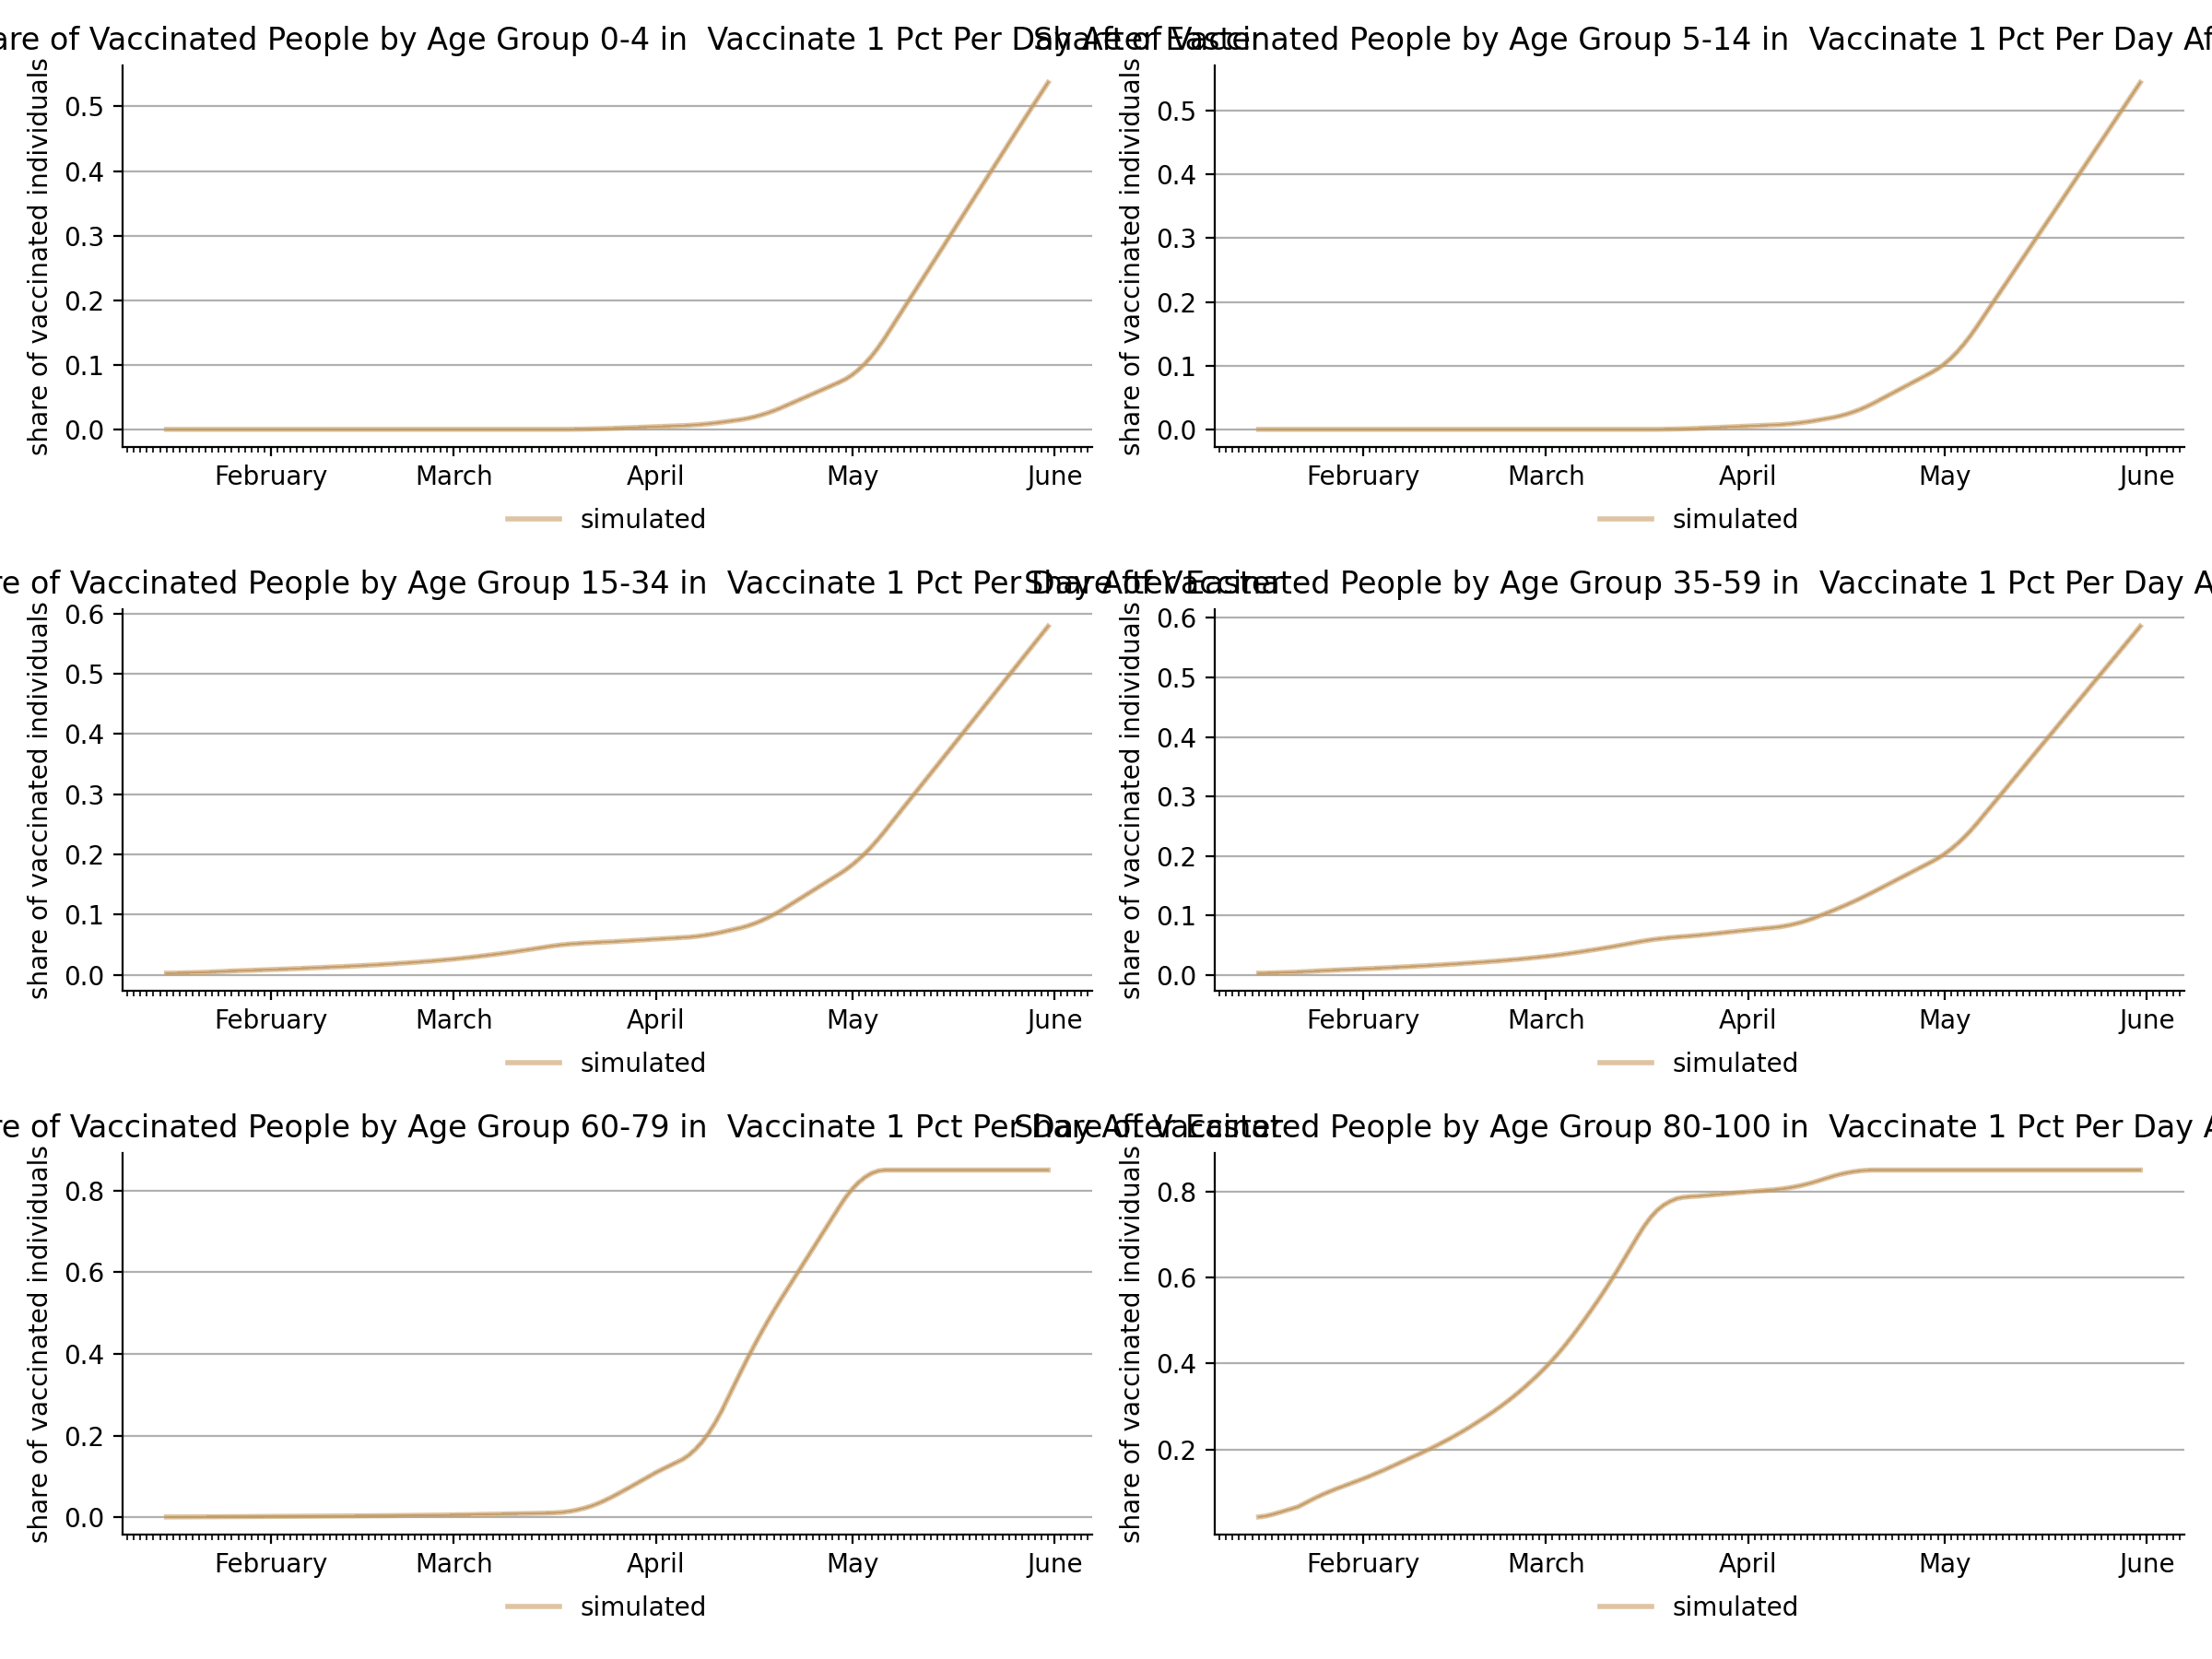 are of Vaccinated People by Age Group 0-4 in  Vaccinate 1 Pct Per Day After Easter
share of vaccinated individuals
0.5
0.4
0.3
0.2
0.1
0.0
February March April May June
simulated
Share of Vaccinated People by Age Group 5-14 in  Vaccinate 1 Pct Per Day Af
share of vaccinated individuals
0.5
0.4
0.3
0.2
0.1
0.0
February March April May June
simulated
re of Vaccinated People by Age Group 15-34 in  Vaccinate 1 Pct Per Day After Easter
share of vaccinated individuals
0.6
0.5
0.4
0.3
0.2
0.1
0.0
February March April May June
simulated
Share of Vaccinated People by Age Group 35-59 in  Vaccinate 1 Pct Per Day A
share of vaccinated individuals
0.6
0.5
0.4
0.3
0.2
0.1
0.0
February March April May June
simulated
re of Vaccinated People by Age Group 60-79 in  Vaccinate 1 Pct Per Day After Easter
share of vaccinated individuals
0.8
0.6
0.4
0.2
0.0
February March April May June
simulated
Share of Vaccinated People by Age Group 80-100 in  Vaccinate 1 Pct Per Day A
share of vaccinated individuals
0.8
0.6
0.4
0.2
February March April May June
simulated